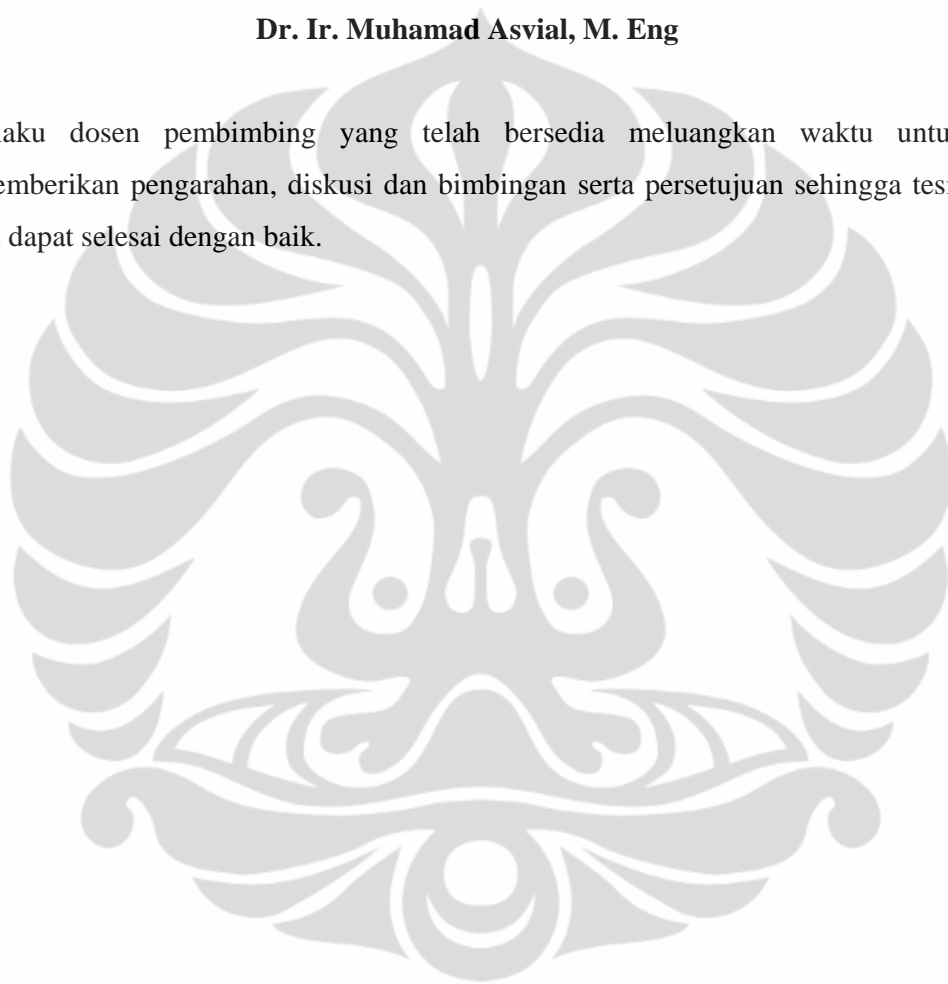 Dr. Ir. Muhamad Asvial, M. Eng
laku dosen pembimbing yang telah bersedia meluangkan waktu untu
emberikan pengarahan, diskusi dan bimbingan serta persetujuan sehingga tesi
dapat selesai dengan baik.